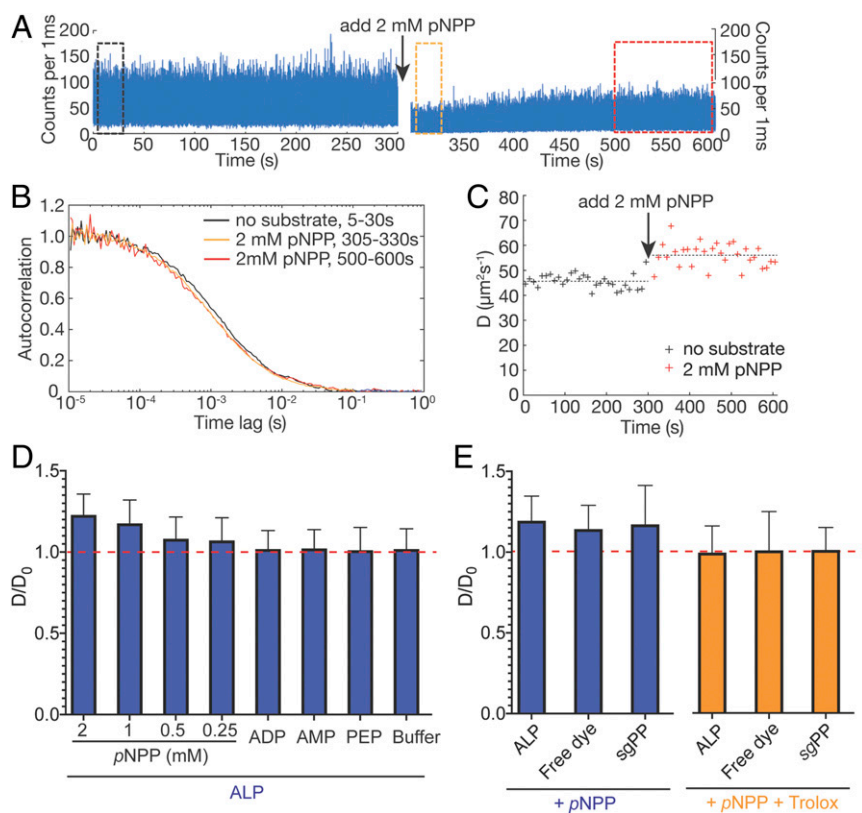 A
add 2 mM pNPP
Counts per 1ms
200
150
100
50
0
0 50 100 150 200 250 300
Time (s)
350 400 450 500 550 600
Time (s)
200
150
100
50
0
Counts per 1ms
B
Autocorrelation
1.2
1.0
0.8
0.6
0.4
0.2
0
no substrate, 5-30s
2 mM pNPP, 305-330s
2mM pNPP, 500-600s
10-5 10-4 10-3 10-2 10-1 100
Time lag (s)
C
add 2 mM pNPP
D (µm2s-1)
80
70
60
50
40
30
20
10
0
no substrate
2 mM pNPP
0 100 200 300 400 500 600
Time (s)
D
D/D0
1.5
1.0
0.5
0.0
2 1 0.5 0.25 ADP AMP PEP Buffer
pNPP (mM)
ALP
E
D/D0
1.5
1.0
0.5
0.0
ALP Free dye sgPP ALP Free dye sgPP
+ pNPP + pNPP + Trolox